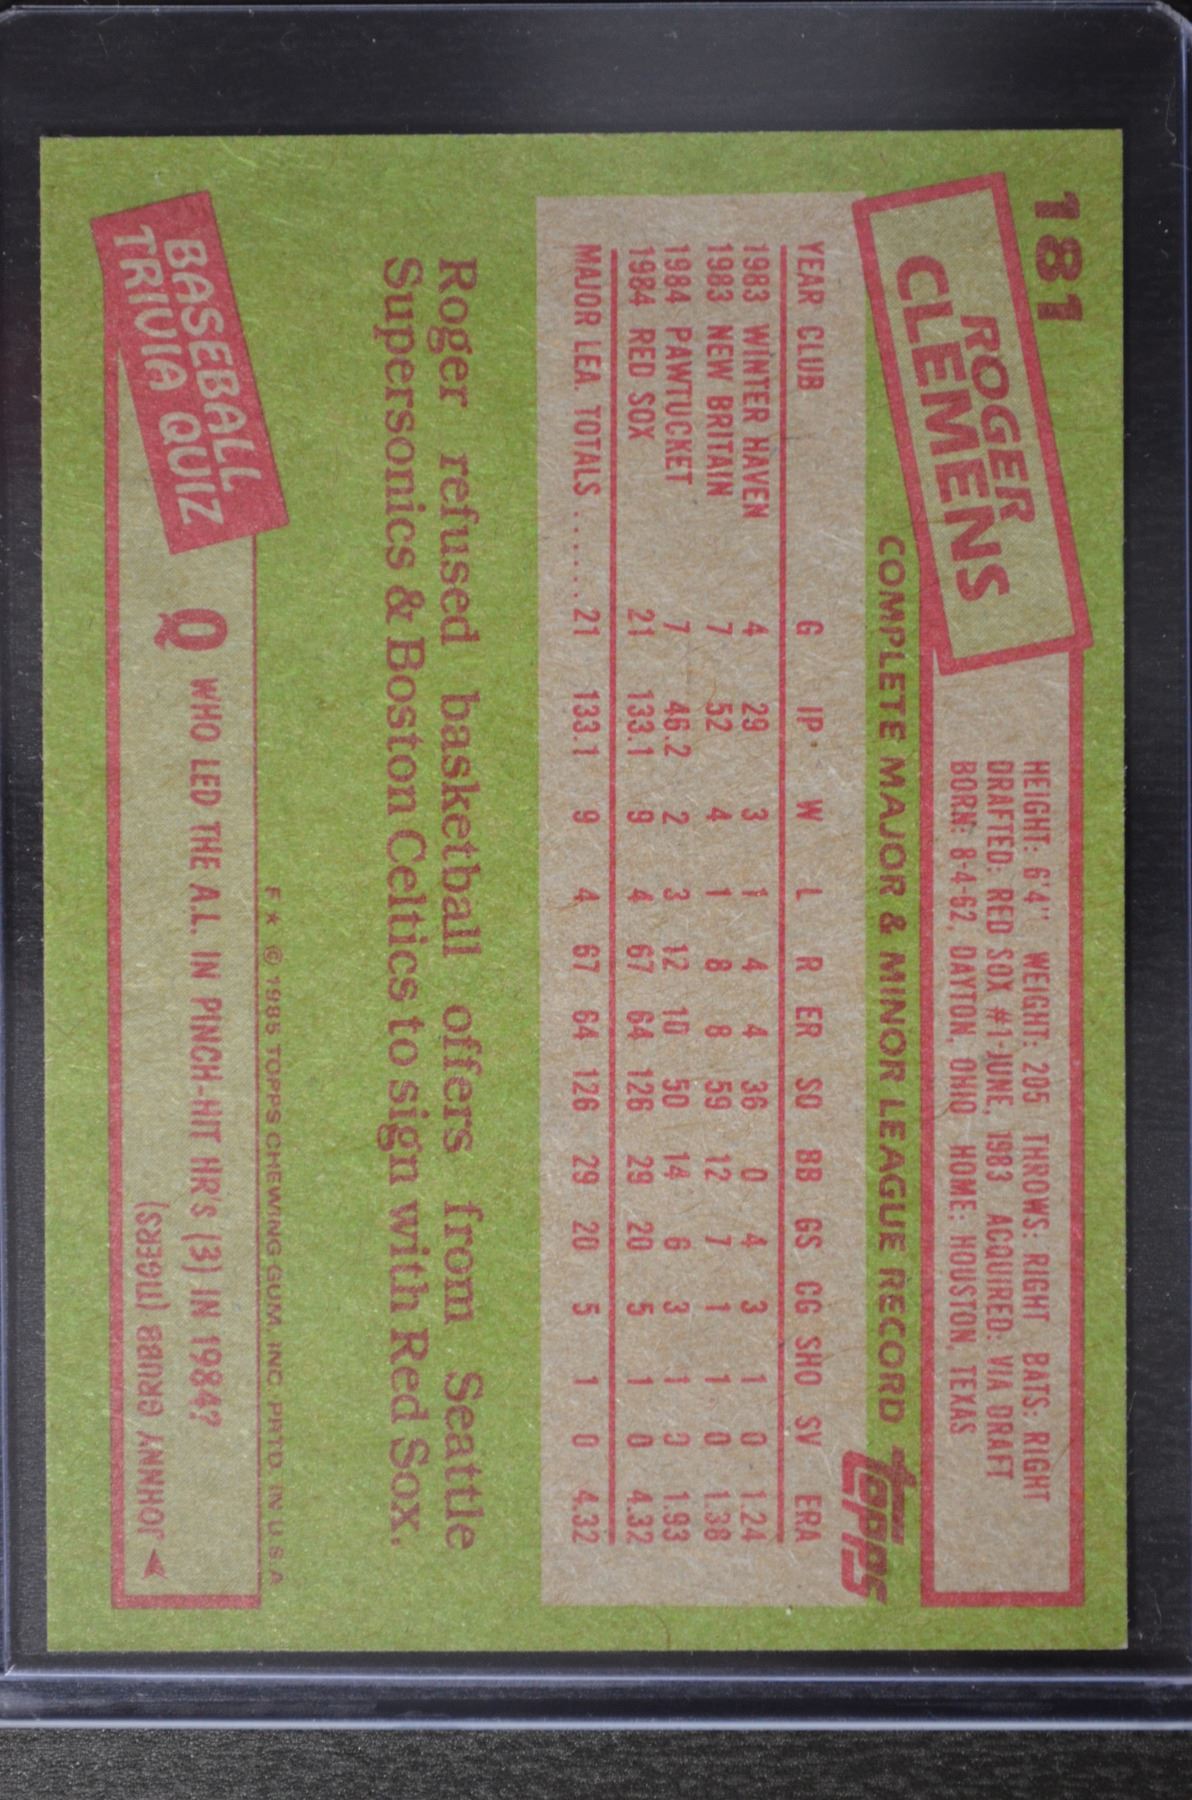 181
ROGER
CLEMENS
HEIGHT: 6'4" WEIGHT: 205 THROWS: RIGHT BATS: RIGHT
DRAFTED: RED SOX #1-JUNE, 1983 ACQUIRED: VIA DRAFT
BORN: 8-4-62, DAYTON, OHIO HOME: HOUSTON, TEXAS
COMPLETE MAJOR & MINOR LEAGUE RECORD
Topps
YEAR CLUB G IP W L R ER SO BB GS CG SHO SV ERA
1983 WINTER HAVEN 4 29 3 1 4 4 36 0 4 3 1 0 1.24
1983 NEW BRITAIN 7 52 4 1 8 8 59 12 7 1 1 0 1.38
1984 PAWTUCKET 7 46.2 2 3 12 10 50 14 6 3 1 0 1.93
1984 RED SOX 21 133.1 9 4 67 64 126 29 20 5 1 0 4.32
MAJOR LEA. TOTALS ...... 21 133.1 9 4 67 64 126 29 20 5 1 0 4.32
Roger refused basketball offers from Seattle
Supersonics & Boston Celtics to sign with Red Sox.
F ★ © 1985 TOPPS CHEWING GUM, INC. PRTD. IN U.S.A.
BASEBALL
TRIVIA QUIZ
Q WHO LED THE A.L. IN PINCH-HIT HRS (3) IN 1984?
JOHNNY GRUBB (TIGERS)